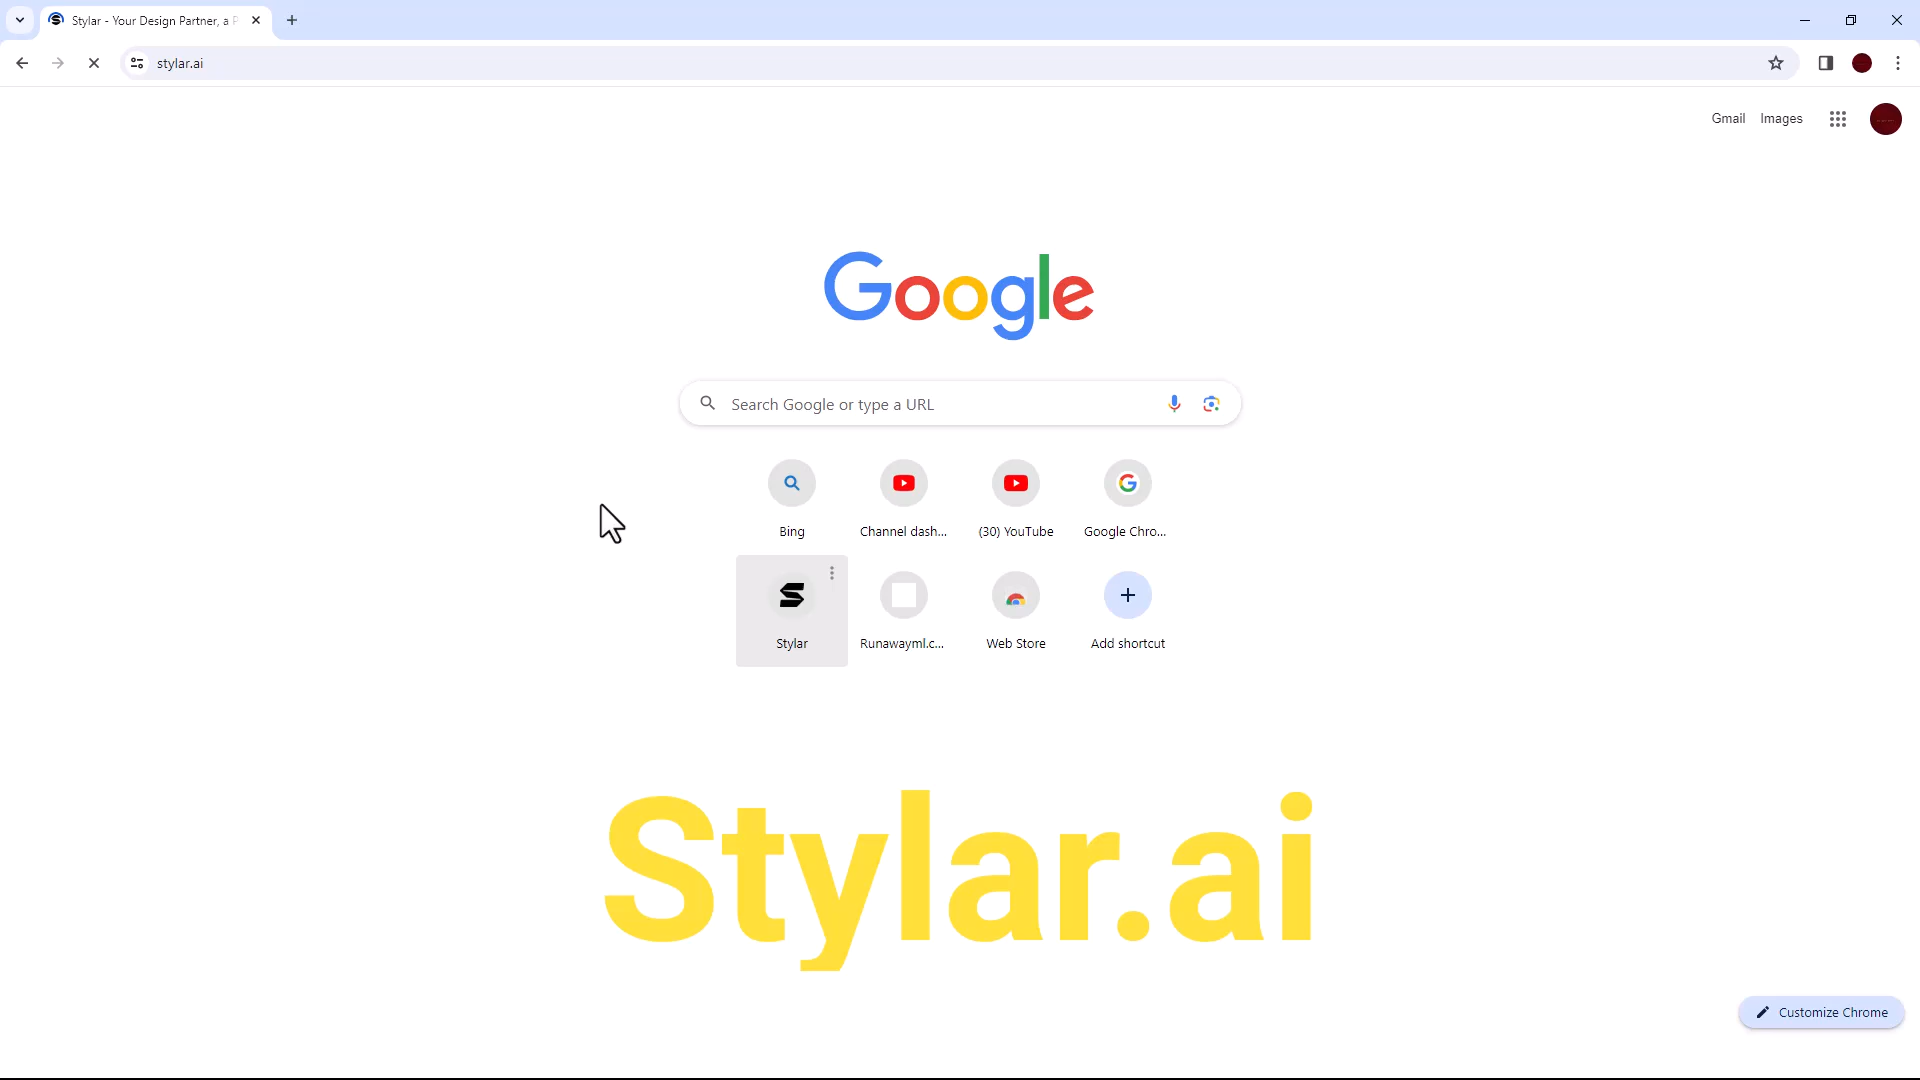 Stylar - Your Design Partner, a
stylar.ai
Gmail Images
Google
Search Google or type a URL
Bing
Channel dash...
(30) YouTube
Google Chro...
Stylar
Runawayml.c...
Web Store
Add shortcut
Stylar.ai
Customize Chrome